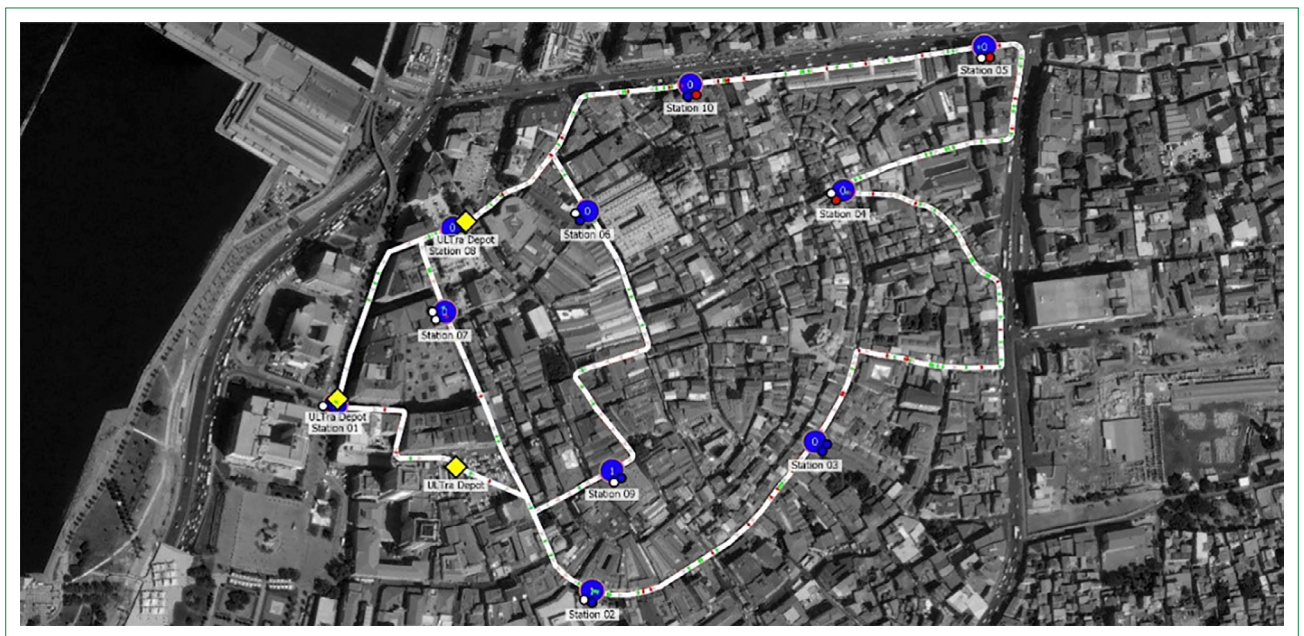 0
Station 05
0
Station 10
0
Station 04
0
Station 06
0
ULTra Depot
Station 08
Station 07
ULTra Depot
Station 01
0
Station 03
ULTra Depot
1
Station 09
Station 02